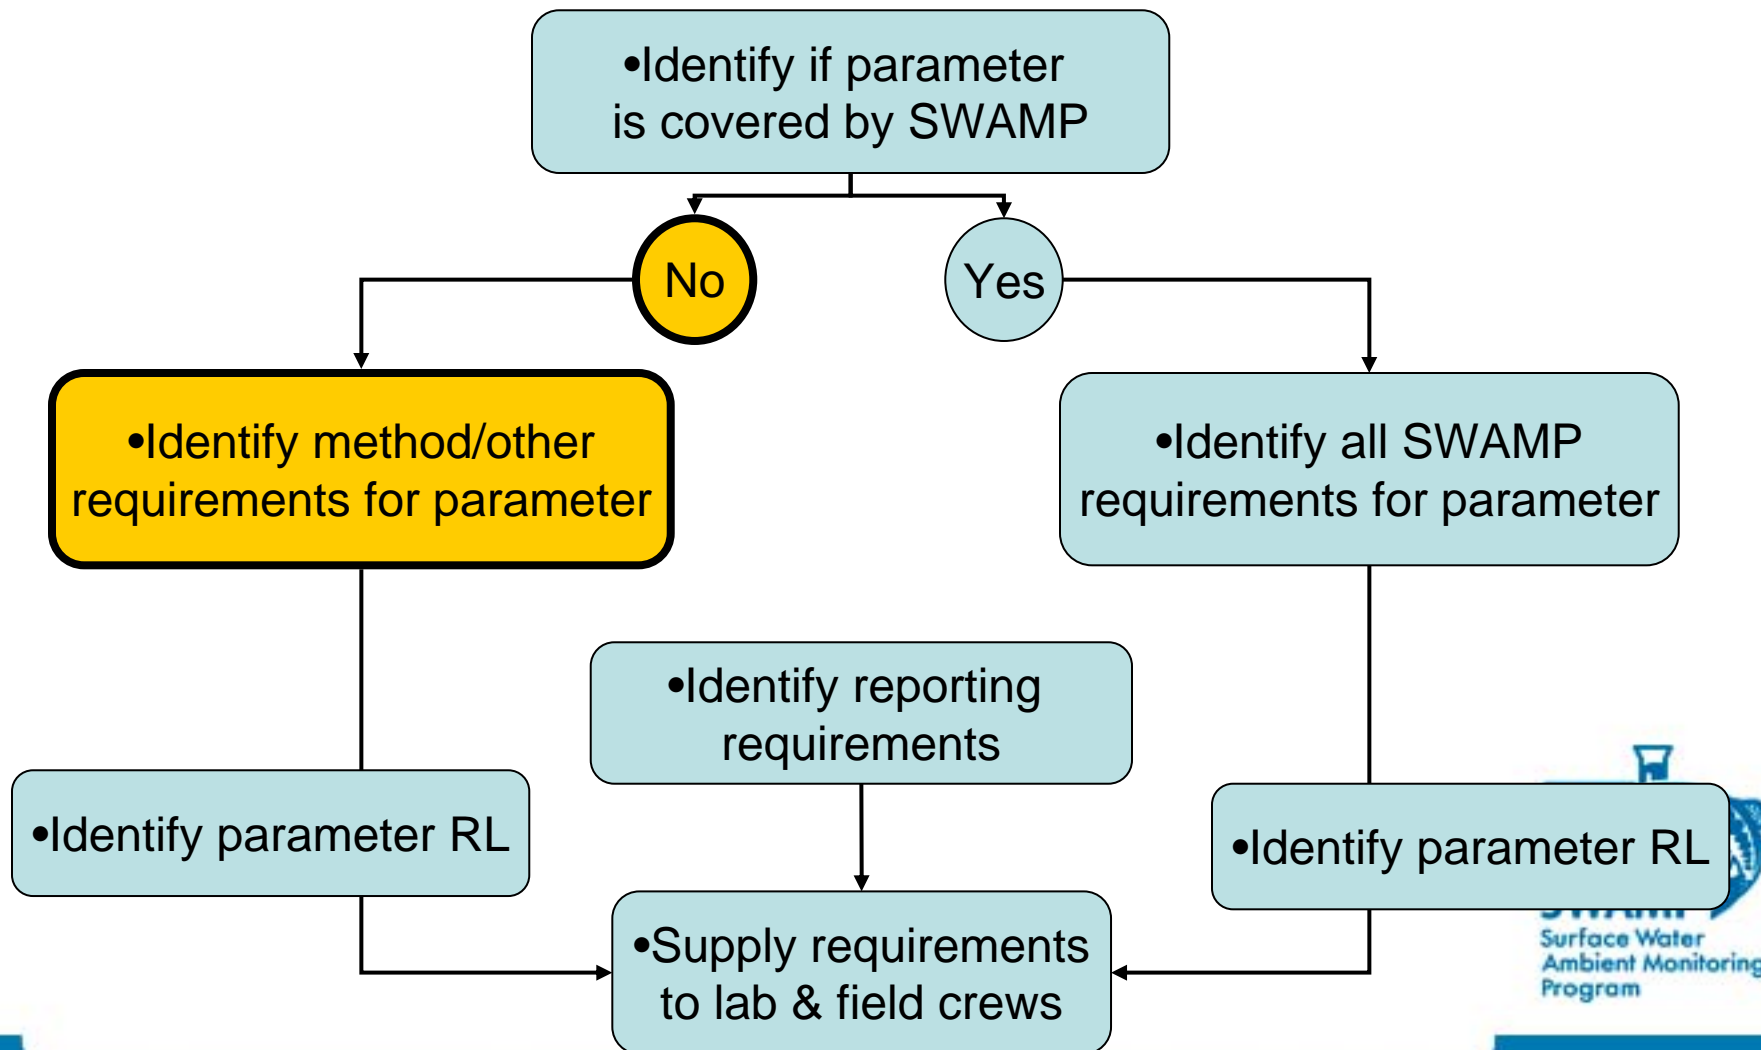 •Identify if parameter
is covered by SWAMP
No
Yes
•Identify method/other
requirements for parameter
•Identify all SWAMP
requirements for parameter
•Identify reporting
requirements
•Identify parameter RL
•Identify parameter RL
•Supply requirements
to lab & field crews
SWAMP
Surface Water
Ambient Monitoring
Program